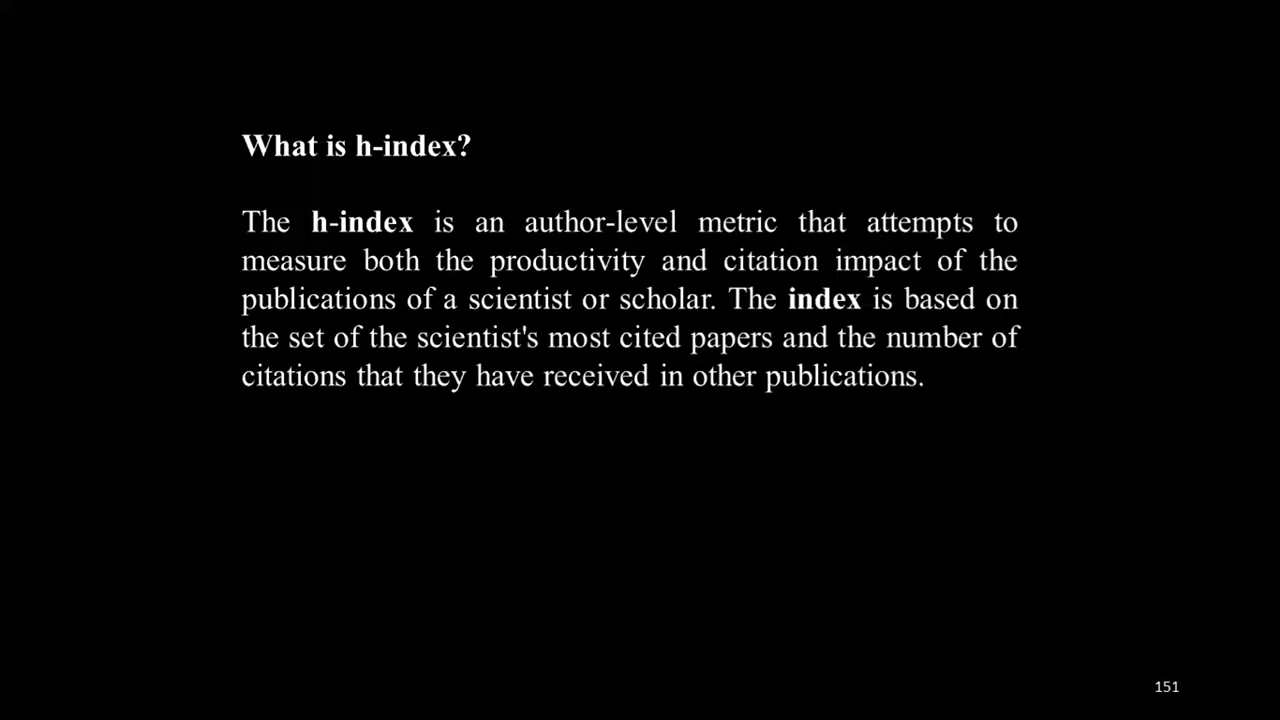 What is h-index?
The h-index is an author-level metric that attempts to
measure both the productivity and citation impact of the
publications of a scientist or scholar. The index is based on
the set of the scientist's most cited papers and the number of
citations that they have received in other publications.
151